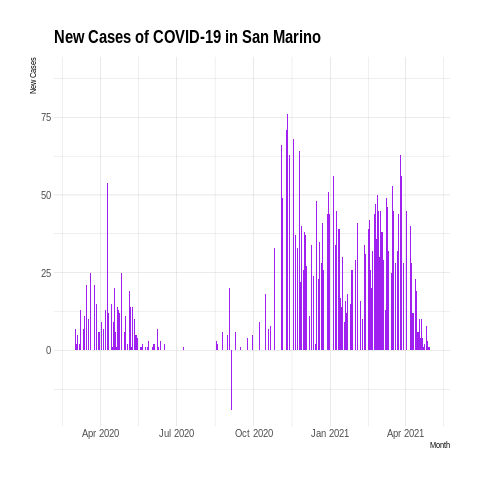 New Cases of COVID-19 in San Marino
New Cases
75
50
25
0
Apr 2020 Jul 2020 Oct 2020 Jan 2021 Apr 2021
Month